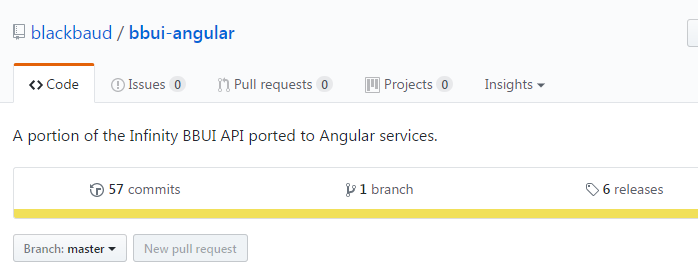 blackbaud / bbui-angular
<> Code Issues 0 Pull requests 0 Projects 0 Insights
A portion of the Infinity BBUI API ported to Angular services.
57 commits 1 branch 6 releases
Branch: master New pull request